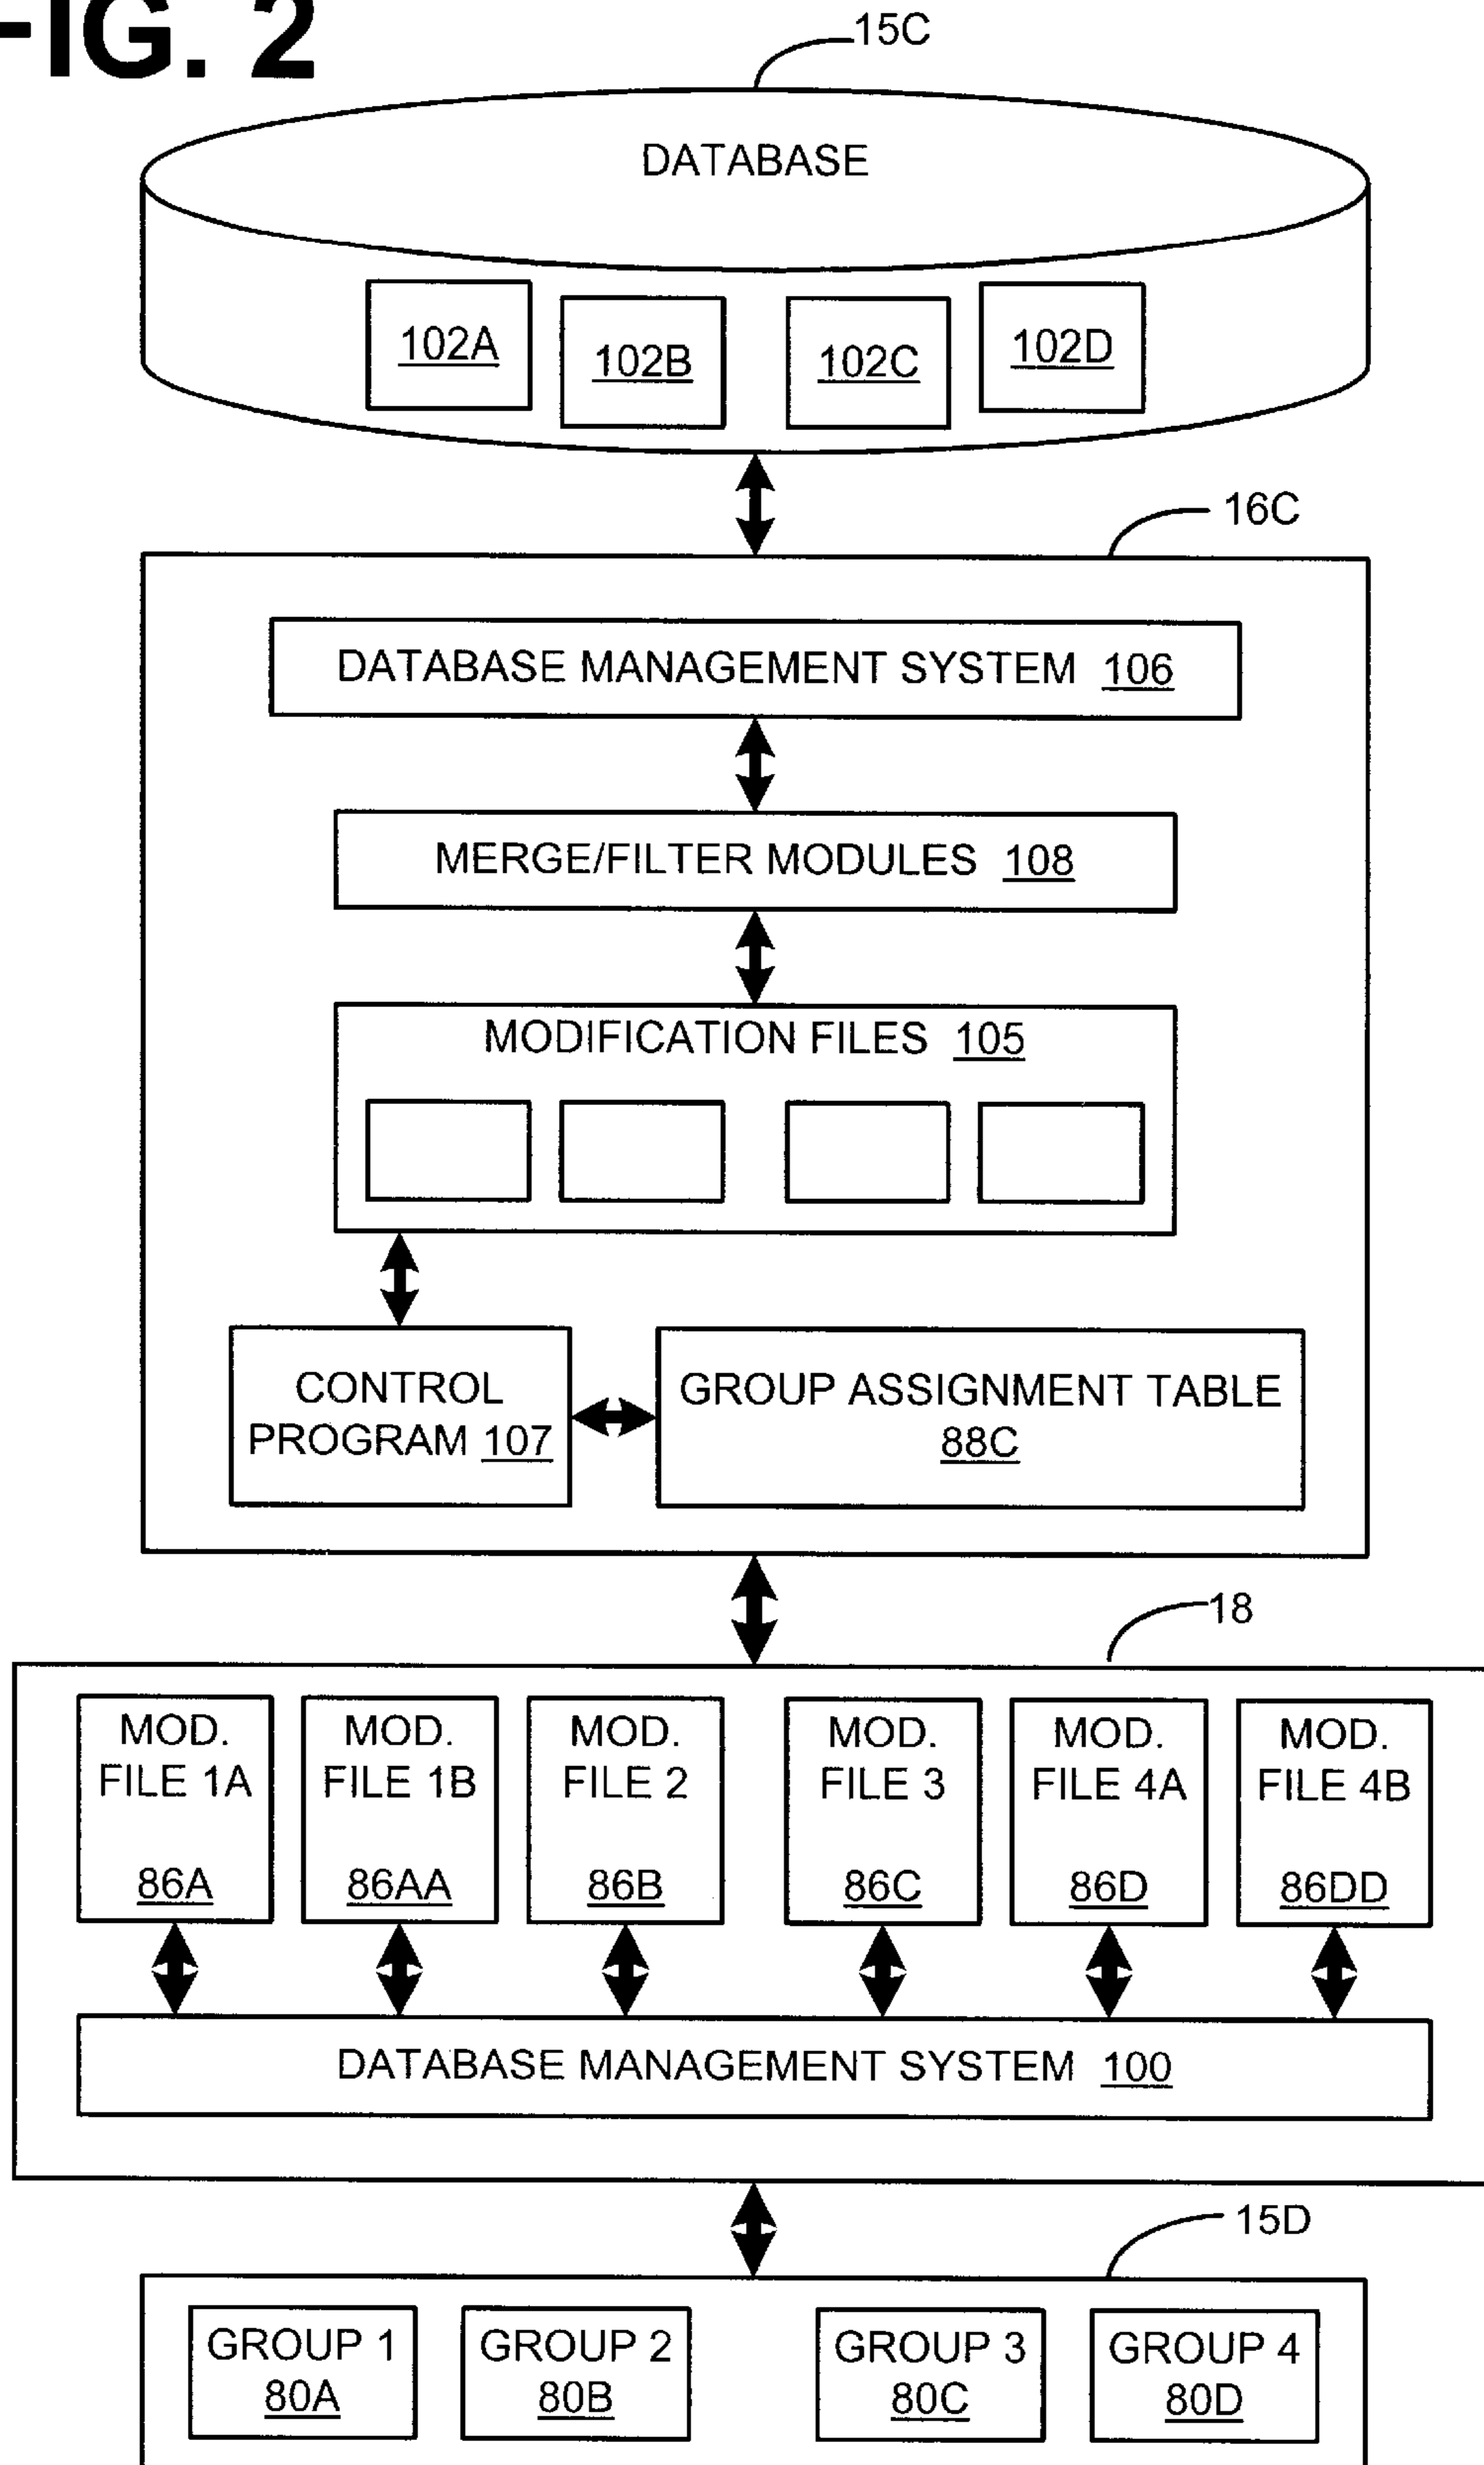 FIG. 2
15C
DATABASE
102A
102B
102C
102D
16C
DATABASE MANAGEMENT SYSTEM 106
MERGE/FILTER MODULES 108
MODIFICATION FILES 105
CONTROL
PROGRAM 107
GROUP ASSIGNMENT TABLE
88C
18
MOD.
FILE 1A
86A
MOD.
FILE 1B
86AA
MOD.
FILE 2
86B
MOD.
FILE 3
86C
MOD.
FILE 4A
86D
MOD.
FILE 4B
86DD
DATABASE MANAGEMENT SYSTEM 100
15D
GROUP 1
80A
GROUP 2
80B
GROUP 3
80C
GROUP 4
80D